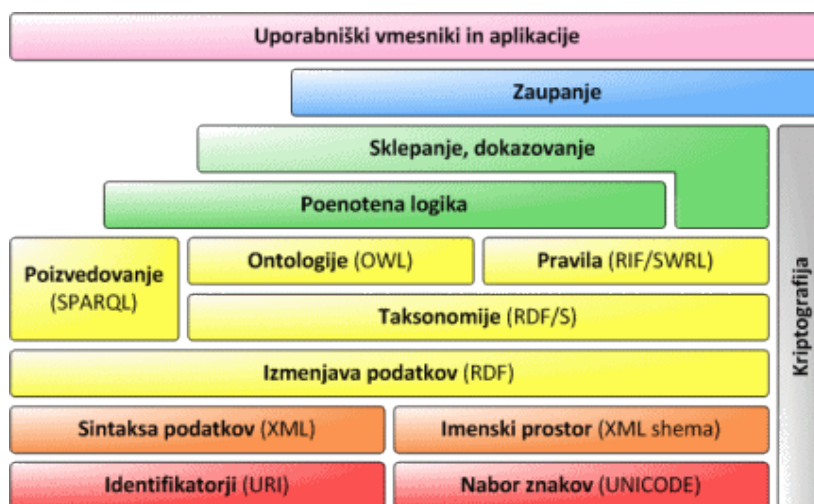 Uporabniški vmesniki in aplikacije
Zaupanje
Sklepanje, dokazovanje
Poenotena logika
Poizvedovanje
(SPARQL)
Ontologije (OWL)
Pravila (RIF/SWRL)
Taksonomije (RDF/S)
Izmenjava podatkov (RDF)
Sintaksa podatkov (XML)
Imenski prostor (XML shema)
Identifikatorji (URI)
Nabor znakov (UNICODE)
Kriptografija